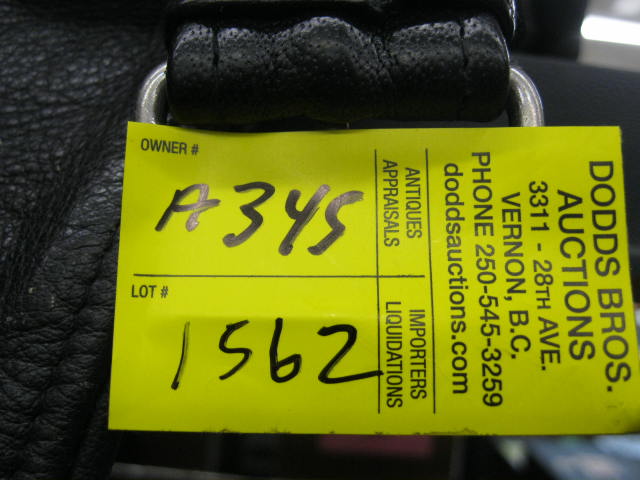 OWNER #
A345
LOT #
1562
ANTIQUES
APPRAISALS
IMPORTERS
LIQUIDATIONS
DODDS BROS.
AUCTIONS
3311 - 28TH AVE.
VERNON, B.C.
PHONE 250-545-3259
doddsauctions.com